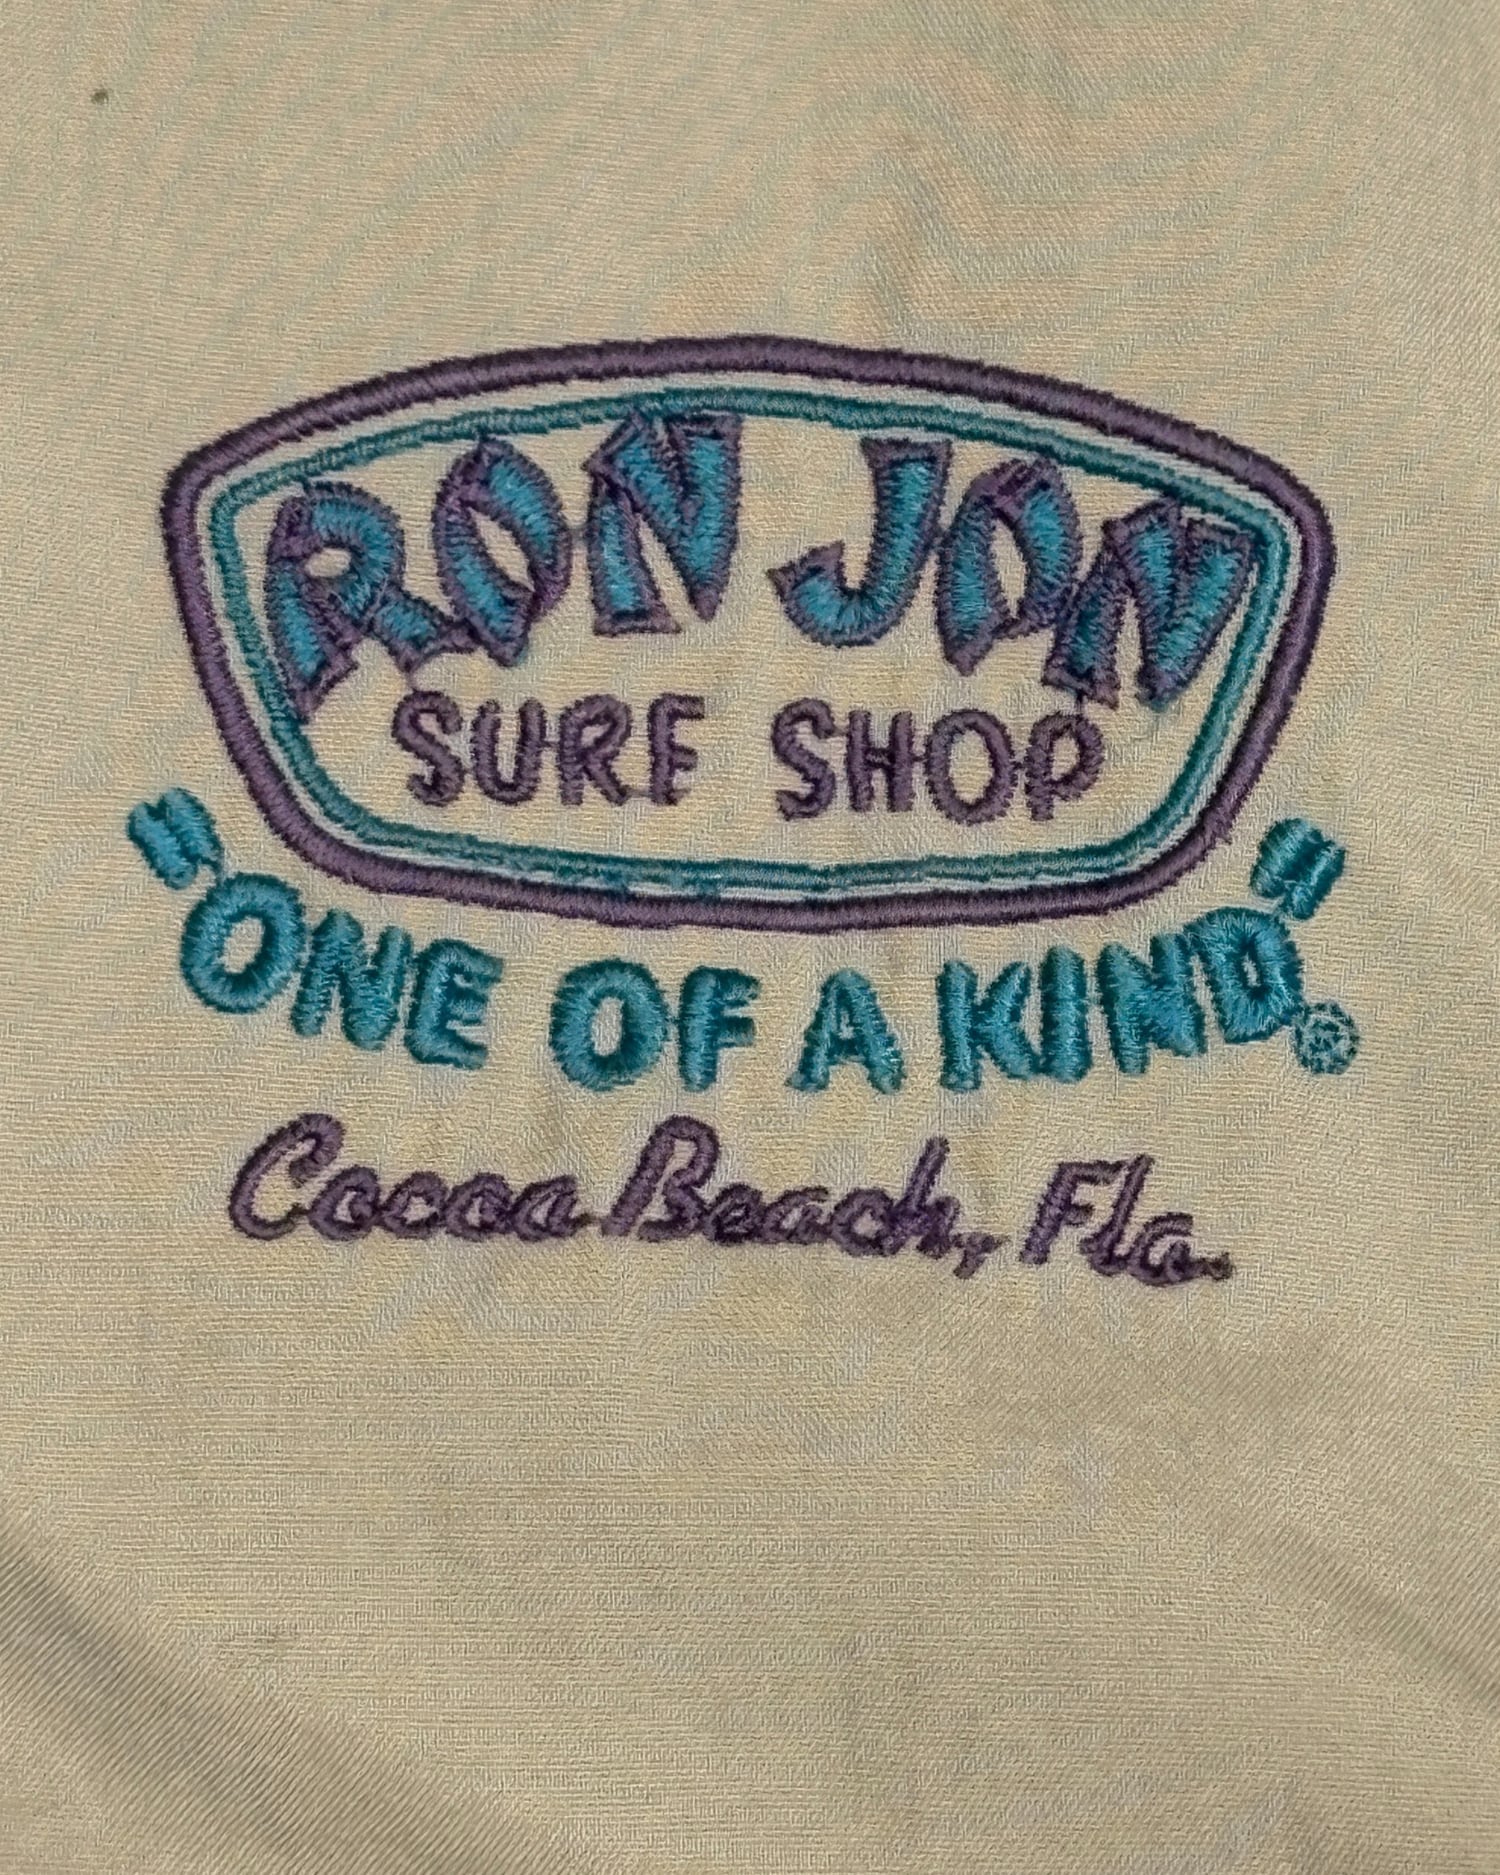 RON JON
SURF SHOP
"ONE OF A KIND"®
Cocoa Beach, Fla.